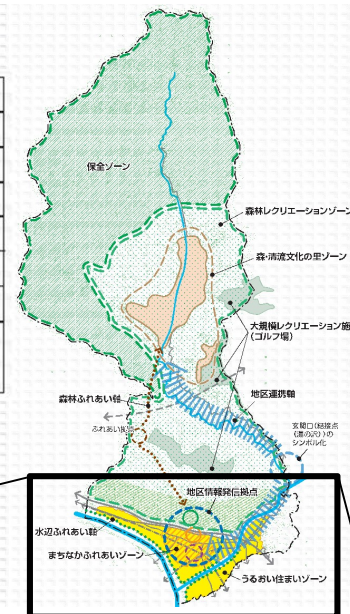 保全ゾーン
森林レクリエーションゾーン
森・清流文化の里ゾーン
大規模レクリエーション施
(ゴルフ場)
森林ふれあい軸
地区連携軸
ふれあい拠点
玄関口(結接点
(湯の沢))の
シンボル化
地区情報発信拠点
水辺ふれあい軸
まちなかふれあいゾーン
うるおい住まいゾーン